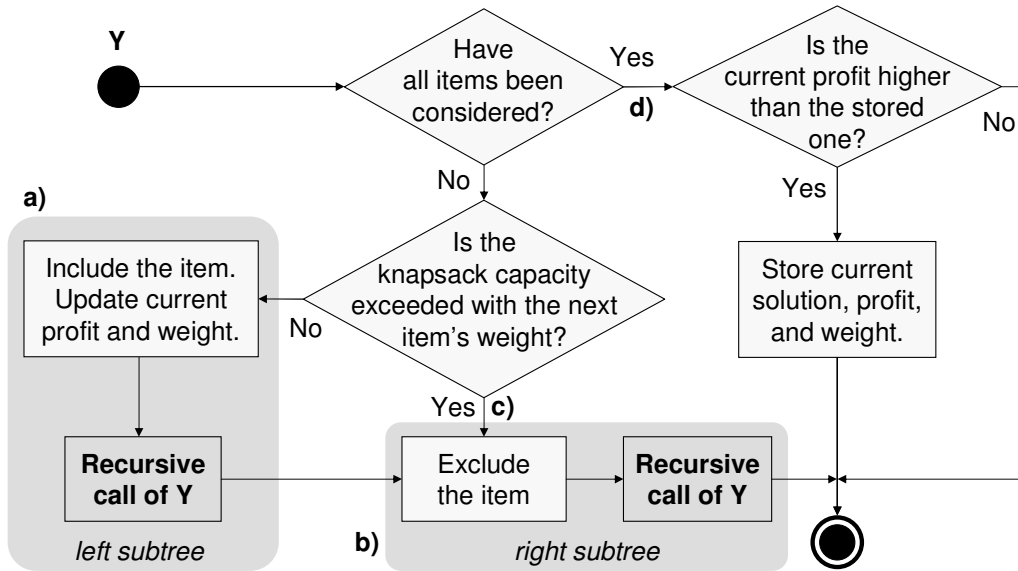 Y
Have
all items been
considered?
Yes
d)
Is the
current profit higher
than the stored
one?
No
Yes
No
a)
Include the item.
Update current
profit and weight.
No
Is the
knapsack capacity
exceeded with the next
item's weight?
Store current
solution, profit,
and weight.
Yes
c)
Recursive
call of Y
left subtree
b)
Exclude
the item
Recursive
call of Y
right subtree